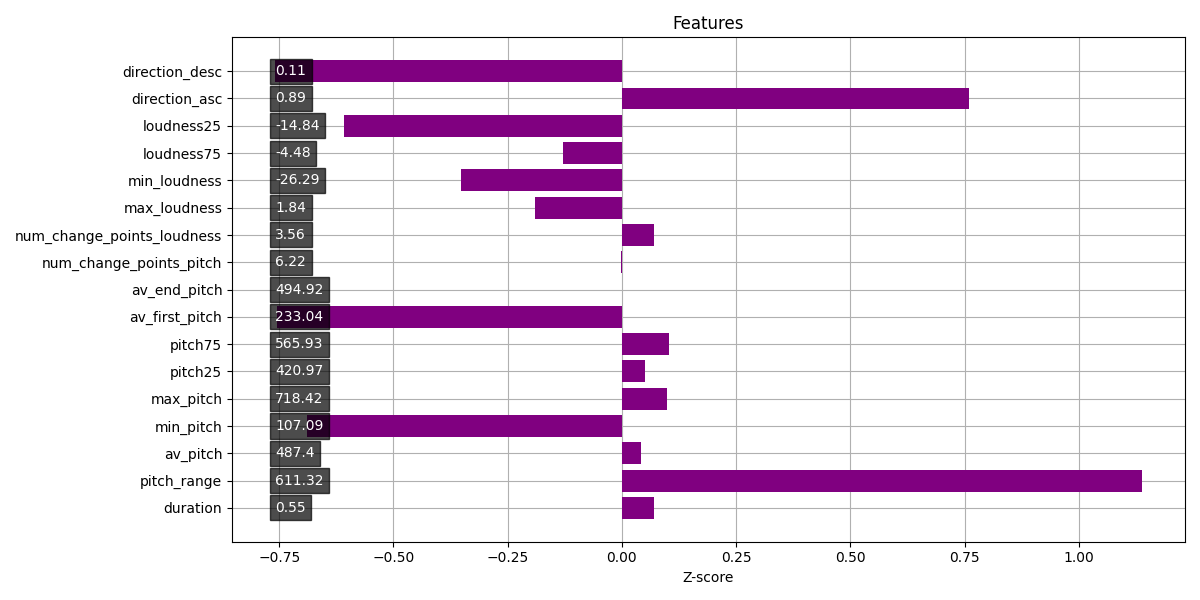 Features
direction_desc 0.11
direction_asc 0.89
loudness25 -14.84
loudness75 -4.48
min_loudness -26.29
max_loudness 1.84
num_change_points_loudness 3.56
num_change_points_pitch 6.22
av_end_pitch 494.92
av_first_pitch 233.04
pitch75 565.93
pitch25 420.97
max_pitch 718.42
min_pitch 107.09
av_pitch 487.4
pitch_range 611.32
duration 0.55
−0.75 −0.50 −0.25 0.00 0.25 0.50 0.75 1.00
Z-score